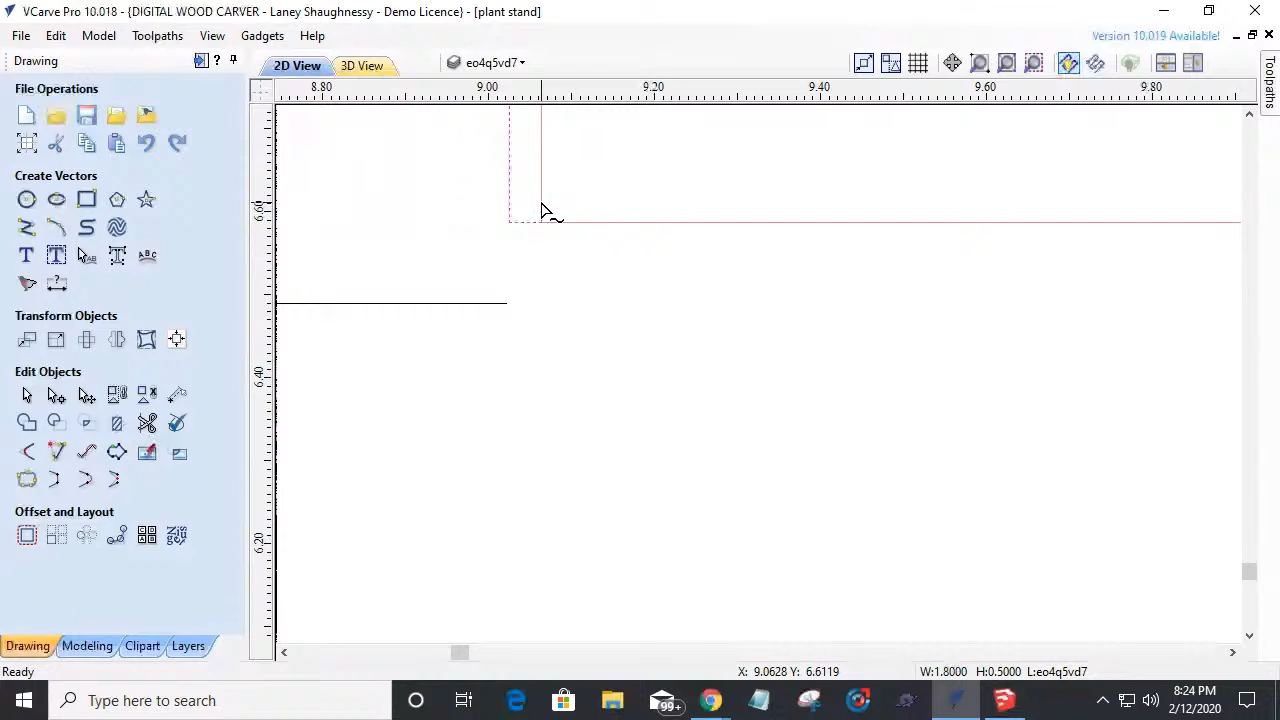 VCarve Pro 10.018 - {DIGITAL WOOD CARVER - Laney Shaughnessy - Demo Licence} - [plant stand]
File Edit Model Toolpaths View Gadgets Help
Version 10.019 Available!
Drawing
2D View
3D View
eo4q5vd7
Toolpaths
File Operations
8.80 9.00 9.20 9.40 9.60 9.80
Create Vectors
6.60
6.40
6.20
Transform Objects
Edit Objects
Offset and Layout
Drawing Modeling Clipart Layers
Ready
X: 9.0628 Y: 6.6119
W:1.8000 H:0.5000 L:eo4q5vd7
Type here to search
99+
8:24 PM
2/12/2020